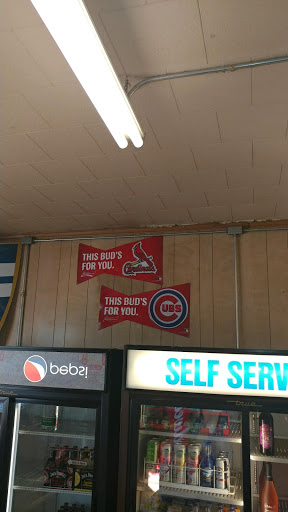 THIS BUD'S
FOR YOU.
Cardinals
THIS BUD'S
FOR YOU.
CUBS
pepsi
SELF SERV